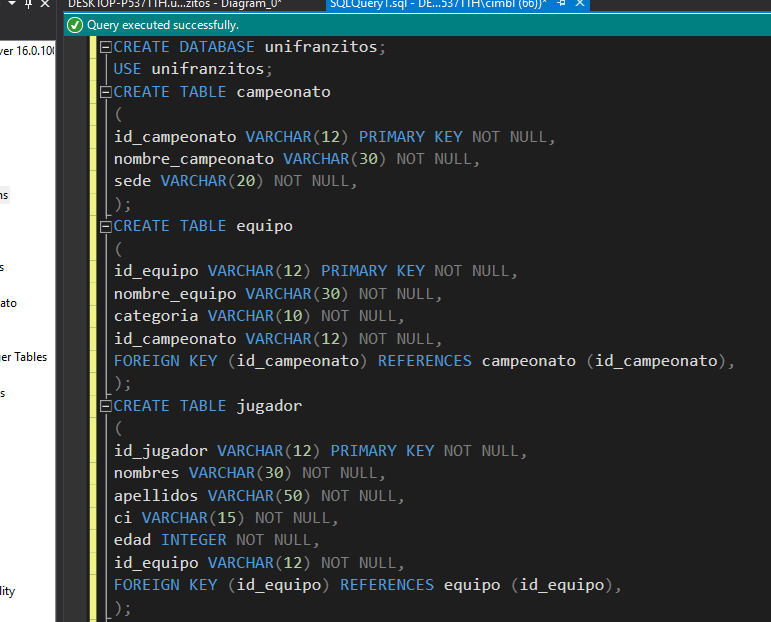 DESKTOP-P5371TH.u...zitos - Diagram_0*
SQLQuery1.sql - DE...5371TH\cimbl (66))*
Query executed successfully.
ver 16.0.100
ns
s
ato
er Tables
s
lity
CREATE DATABASE unifranzitos;
USE unifranzitos;
CREATE TABLE campeonato
(
id_campeonato VARCHAR(12) PRIMARY KEY NOT NULL,
nombre_campeonato VARCHAR(30) NOT NULL,
sede VARCHAR(20) NOT NULL,
);
CREATE TABLE equipo
(
id_equipo VARCHAR(12) PRIMARY KEY NOT NULL,
nombre_equipo VARCHAR(30) NOT NULL,
categoria VARCHAR(10) NOT NULL,
id_campeonato VARCHAR(12) NOT NULL,
FOREIGN KEY (id_campeonato) REFERENCES campeonato (id_campeonato),
);
CREATE TABLE jugador
(
id_jugador VARCHAR(12) PRIMARY KEY NOT NULL,
nombres VARCHAR(30) NOT NULL,
apellidos VARCHAR(50) NOT NULL,
ci VARCHAR(15) NOT NULL,
edad INTEGER NOT NULL,
id_equipo VARCHAR(12) NOT NULL,
FOREIGN KEY (id_equipo) REFERENCES equipo (id_equipo),
);